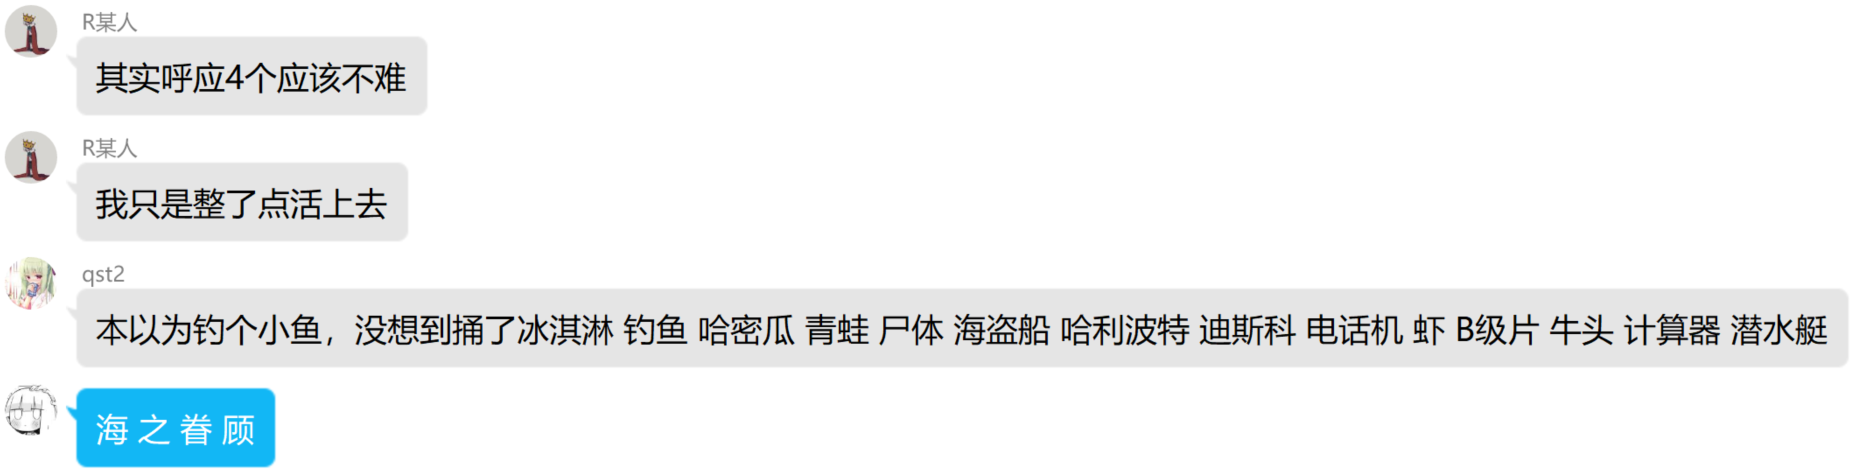 R某人
其实呼应4个应该不难
R某人
我只是整了点活上去
qst2
本以为钓个小鱼，没想到捅了冰淇淋 钓鱼 哈密瓜 青蛙 尸体 海盗船 哈利波特 迪斯科 电话机 虾 B级片 牛头 计算器 潜水艇
海 之 眷 顾